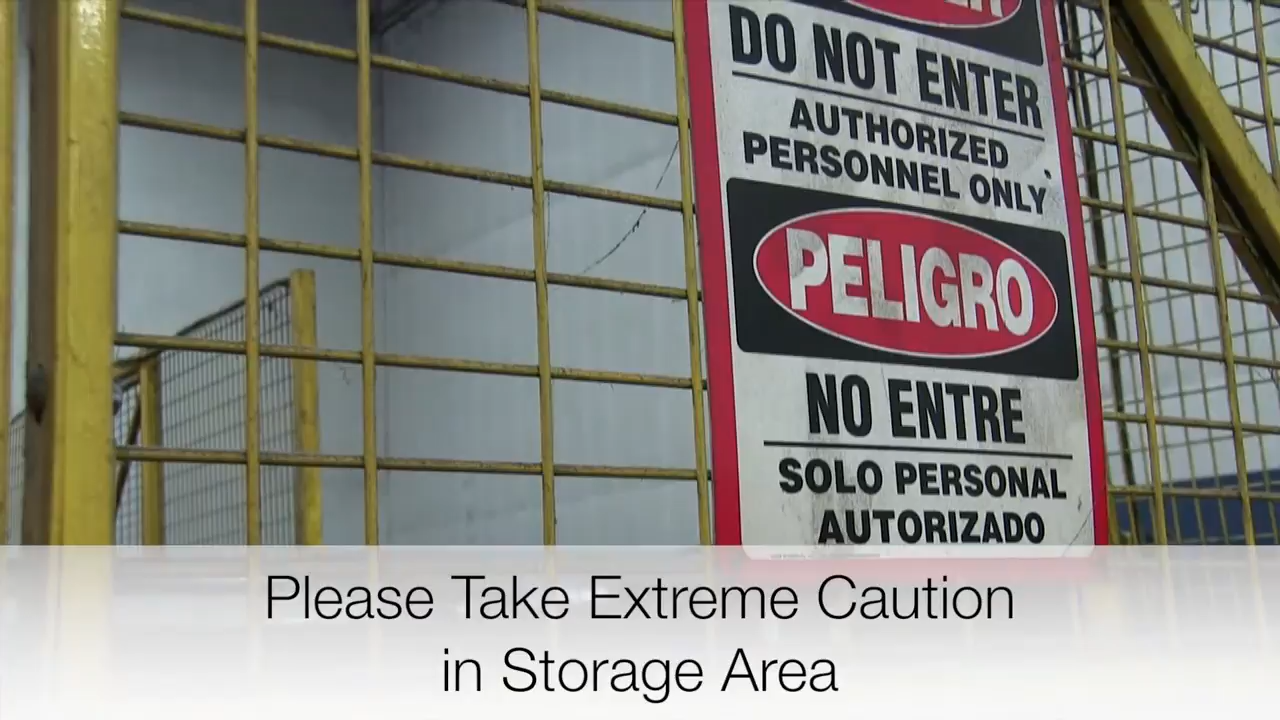 DO NOT ENTER
AUTHORIZED
PERSONNEL ONLY
PELIGRO
NO ENTRE
SOLO PERSONAL
AUTORIZADO
Please Take Extreme Caution
in Storage Area